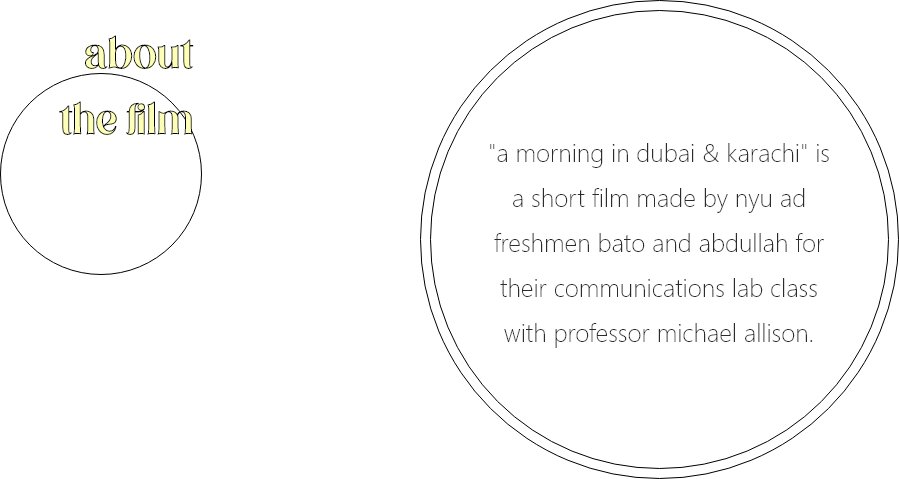 about
the film
"a morning in dubai & karachi" is
a short film made by nyu ad
freshmen bato and abdullah for
their communications lab class
with professor michael allison.